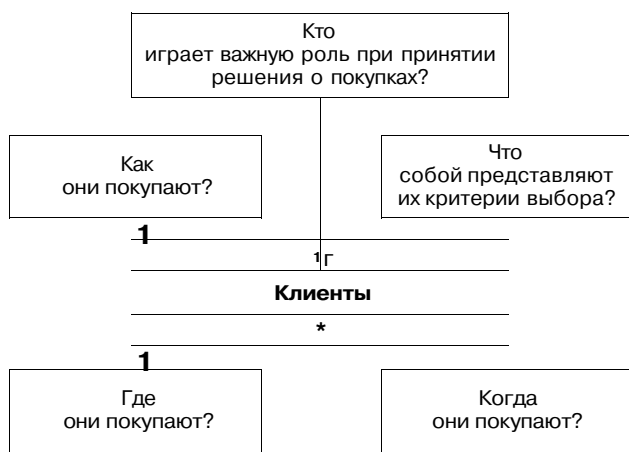 Кто
играет важную роль при принятии
решения о покупках?
Как
они покупают?
Что
собой представляют
их критерии выбора?
1
1Г
Клиенты
*
1
Где
они покупают?
Когда
они покупают?